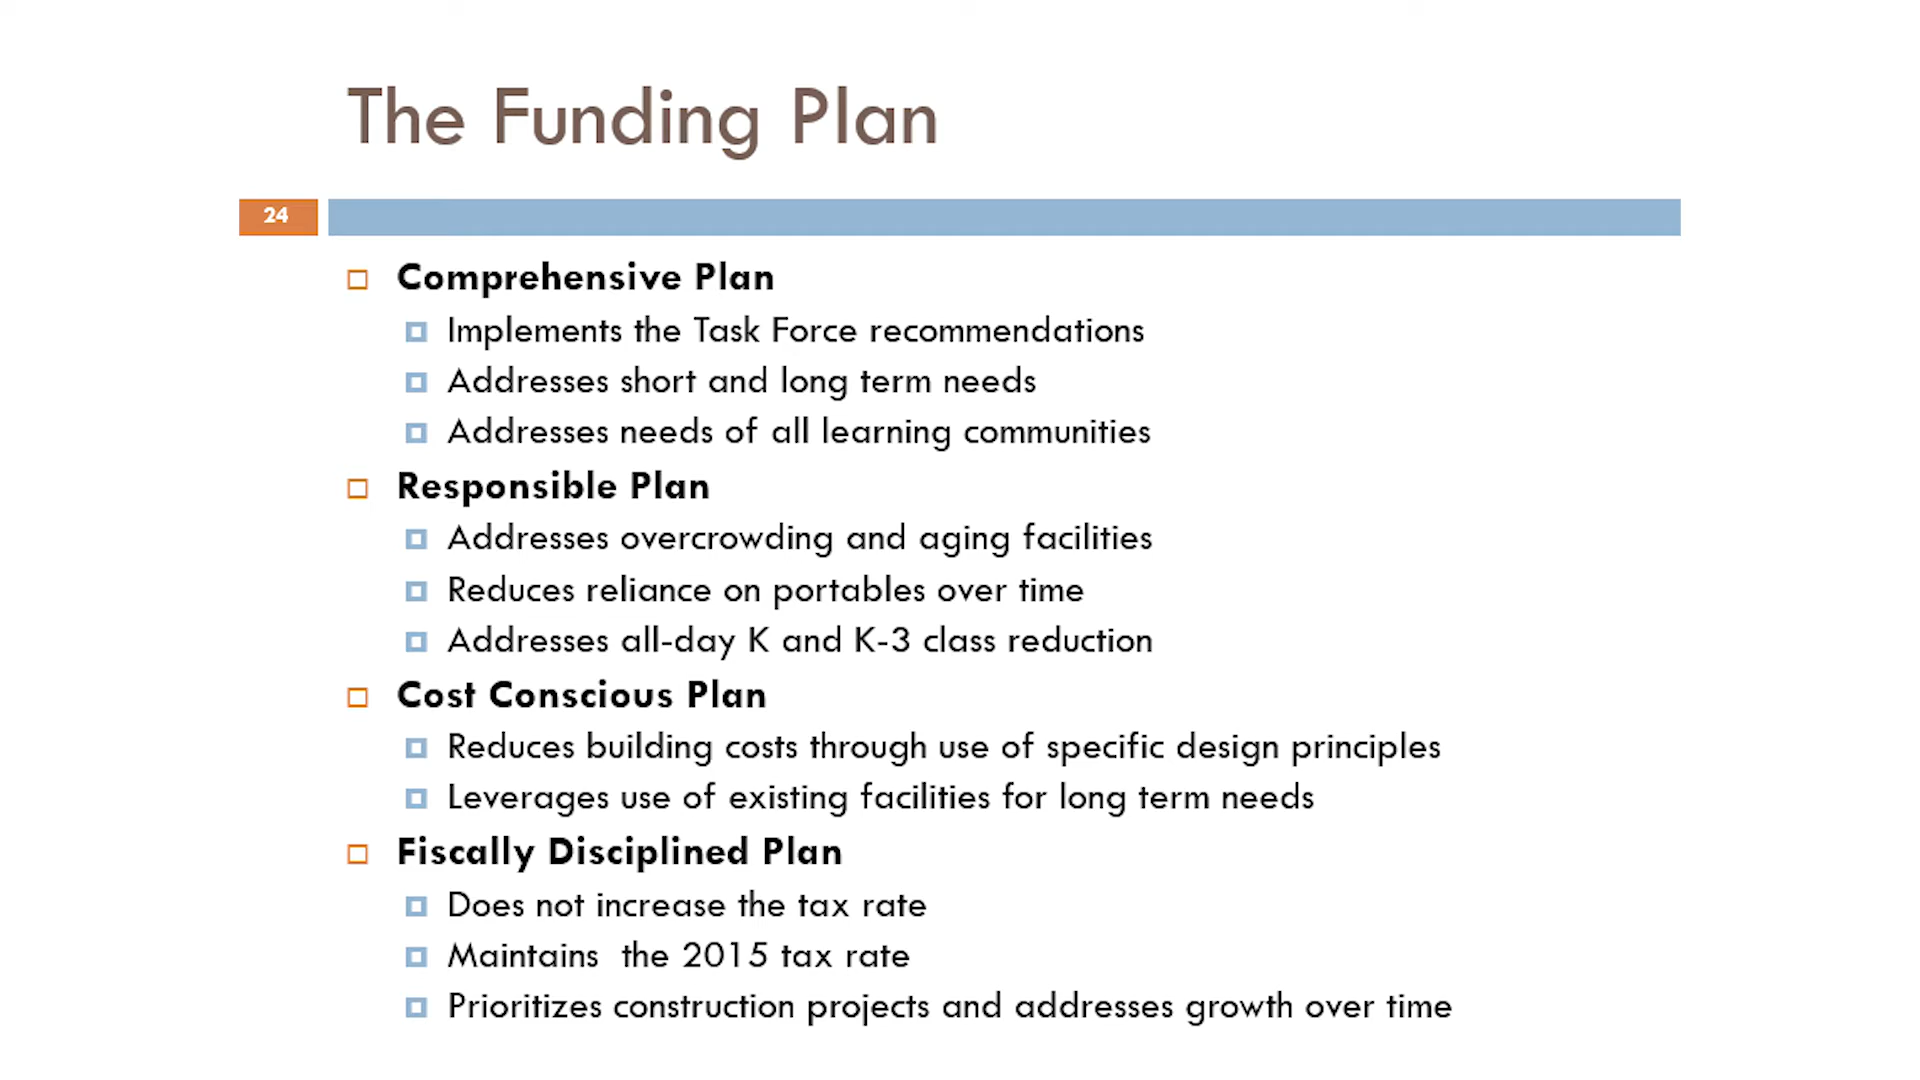 The Funding Plan
24
Comprehensive Plan
Implements the Task Force recommendations
Addresses short and long term needs
Addresses needs of all learning communities
Responsible Plan
Addresses overcrowding and aging facilities
Reduces reliance on portables over time
Addresses all-day K and K-3 class reduction
Cost Conscious Plan
Reduces building costs through use of specific design principles
Leverages use of existing facilities for long term needs
Fiscally Disciplined Plan
Does not increase the tax rate
Maintains  the 2015 tax rate
Prioritizes construction projects and addresses growth over time